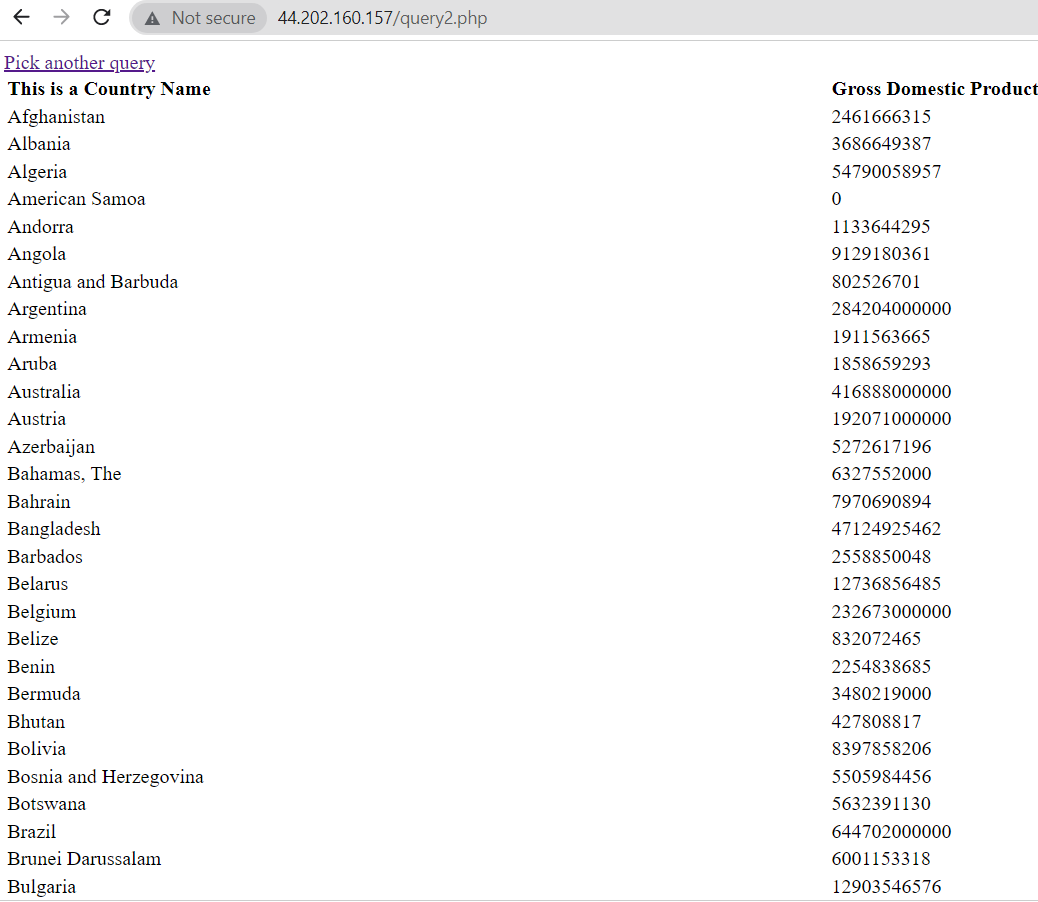 Not secure 44.202.160.157/query2.php
Pick another query
This is a Country Name Gross Domestic Product
Afghanistan 2461666315
Albania 3686649387
Algeria 54790058957
American Samoa 0
Andorra 1133644295
Angola 9129180361
Antigua and Barbuda 802526701
Argentina 284204000000
Armenia 1911563665
Aruba 1858659293
Australia 416888000000
Austria 192071000000
Azerbaijan 5272617196
Bahamas, The 6327552000
Bahrain 7970690894
Bangladesh 47124925462
Barbados 2558850048
Belarus 12736856485
Belgium 232673000000
Belize 832072465
Benin 2254838685
Bermuda 3480219000
Bhutan 427808817
Bolivia 8397858206
Bosnia and Herzegovina 5505984456
Botswana 5632391130
Brazil 644702000000
Brunei Darussalam 6001153318
Bulgaria 12903546576